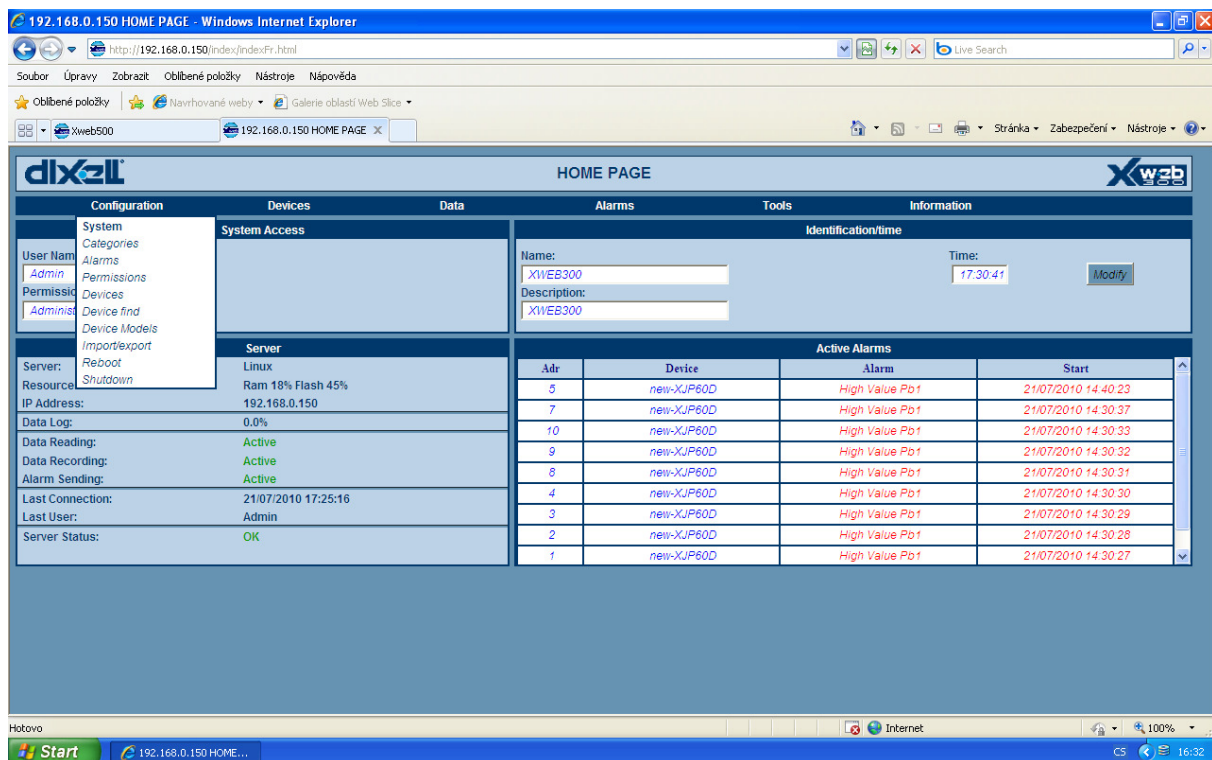 192.168.0.150 HOME PAGE - Windows Internet Explorer
http://192.168.0.150/index/indexFr.html
Live Search
Soubor Úpravy Zobrazit Oblíbené položky Nástroje Nápověda
Oblíbené položky Navrhované weby Galerie oblastí Web Slice
Xweb500 192.168.0.150 HOME PAGE Stránka Zabezpečení Nástroje
dixell HOME PAGE Xweb 300
Configuration Devices Data Alarms Tools Information
System
Categories
Alarms
Permissions
Devices
Device find
Device Models
Import/export
Reboot
Shutdown
System Access
User Nam
Admin
Permissio
Administ
Identification/time
Name: Time:
XWEB300 17:30:41 Modify
Description:
XWEB300
Server
Server: Linux
Resource Ram 18% Flash 45%
IP Address: 192.168.0.150
Data Log: 0.0%
Data Reading: Active
Data Recording: Active
Alarm Sending: Active
Last Connection: 21/07/2010 17:25:16
Last User: Admin
Server Status: OK
Active Alarms
Adr Device Alarm Start
5 new-XJP60D High Value Pb1 21/07/2010 14:40:23
7 new-XJP60D High Value Pb1 21/07/2010 14:30:37
10 new-XJP60D High Value Pb1 21/07/2010 14:30:33
9 new-XJP60D High Value Pb1 21/07/2010 14:30:32
8 new-XJP60D High Value Pb1 21/07/2010 14:30:31
4 new-XJP60D High Value Pb1 21/07/2010 14:30:30
3 new-XJP60D High Value Pb1 21/07/2010 14:30:29
2 new-XJP60D High Value Pb1 21/07/2010 14:30:28
1 new-XJP60D High Value Pb1 21/07/2010 14:30:27
Hotovo Internet 100%
Start 192.168.0.150 HOME... CS 16:32